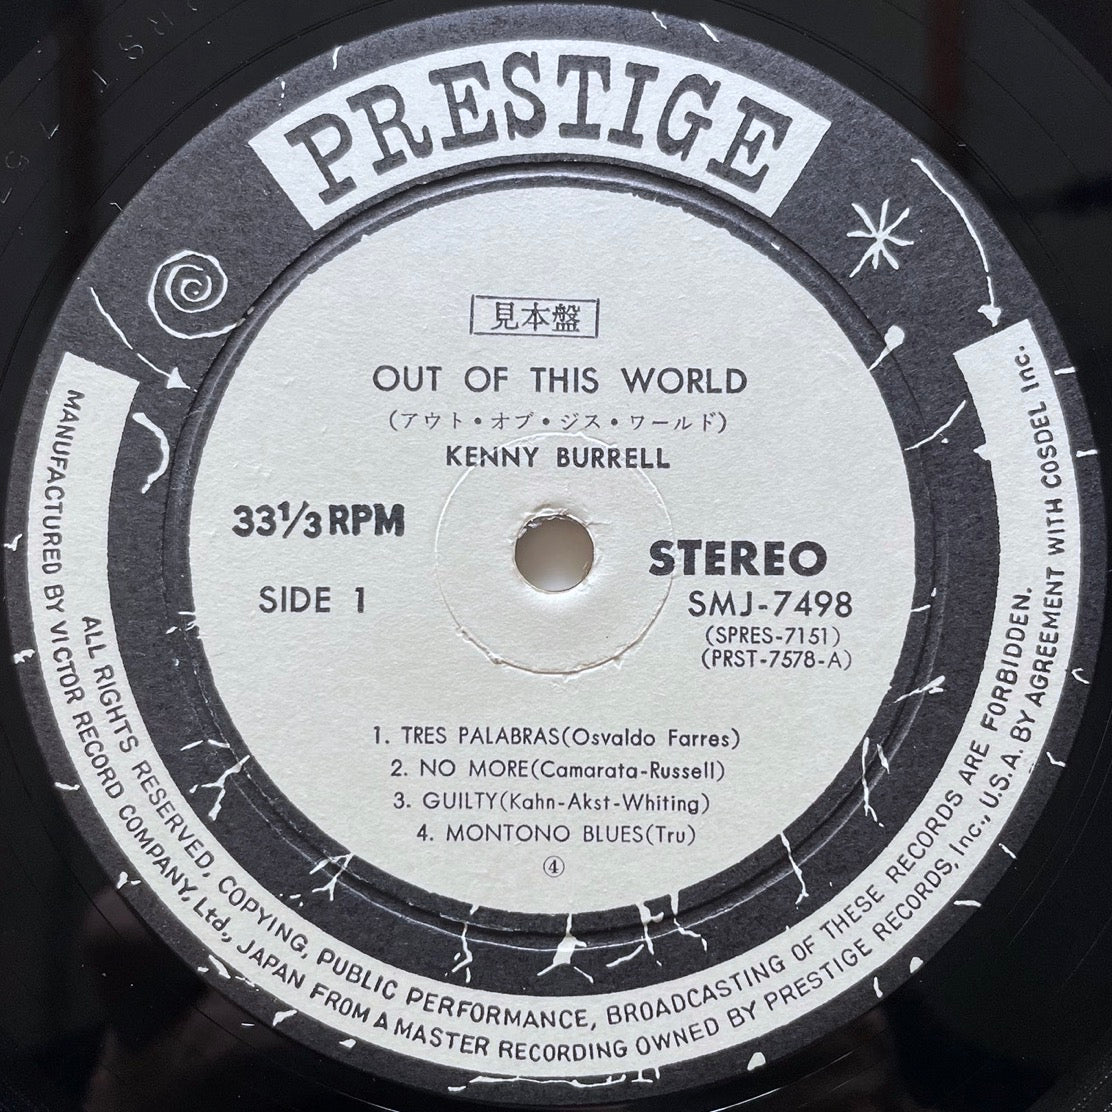 PRESTIGE
見本盤
OUT OF THIS WORLD
(アウト・オブ・ジス・ワールド)
KENNY BURRELL
33 1/3 RPM
SIDE 1
STEREO
SMJ-7498
(SPRES-7151)
(PRST-7578-A)
1. TRES PALABRAS(Osvaldo Farres)
2. NO MORE(Camarata-Russell)
3. GUILTY(Kahn-Akst-Whiting)
4. MONTONO BLUES(Tru)
④
ALL RIGHTS RESERVED, COPYING, PUBLIC PERFORMANCE, BROADCASTING OF THESE RECORDS ARE FORBIDDEN.
MANUFACTURED BY VICTOR RECORD COMPANY, Ltd., JAPAN FROM A MASTER RECORDING OWNED BY PRESTIGE RECORDS, Inc., U.S.A. BY AGREEMENT WITH COSDEL Inc.